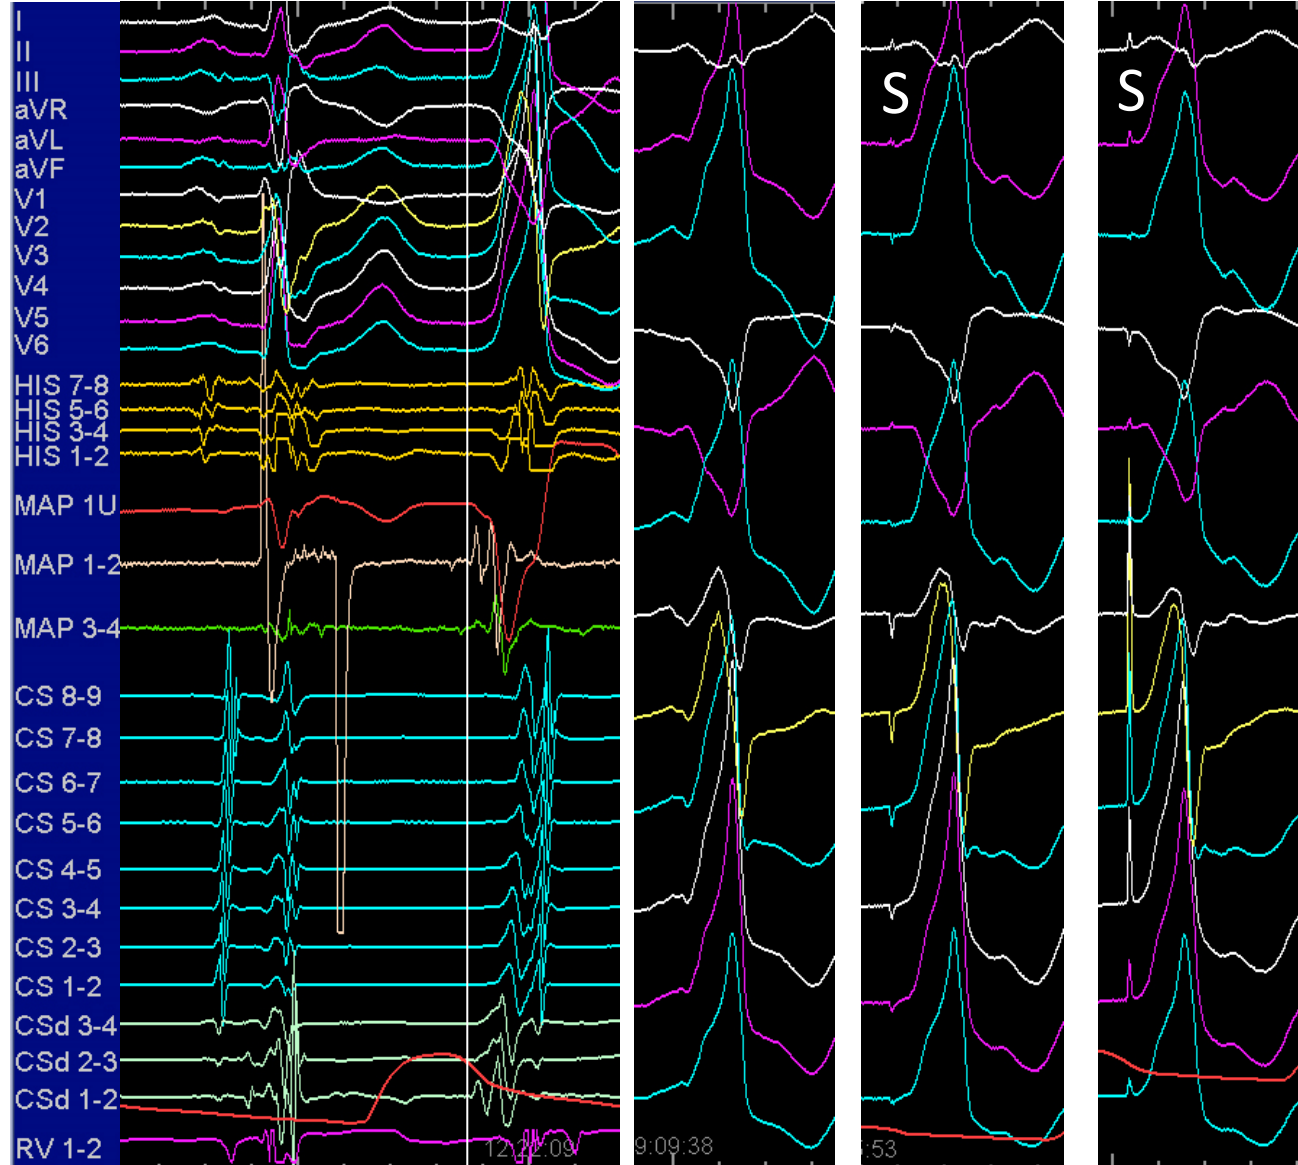 I
II
III
aVR
aVL
aVF
V1
V2
V3
V4
V5
V6
HIS 7-8
HIS 5-6
HIS 3-4
HIS 1-2
MAP 1U
MAP 1-2
MAP 3-4
CS 8-9
CS 7-8
CS 6-7
CS 5-6
CS 4-5
CS 3-4
CS 2-3
CS 1-2
CSd 3-4
CSd 2-3
CSd 1-2
RV 1-2
S
S
9:09:38
:53